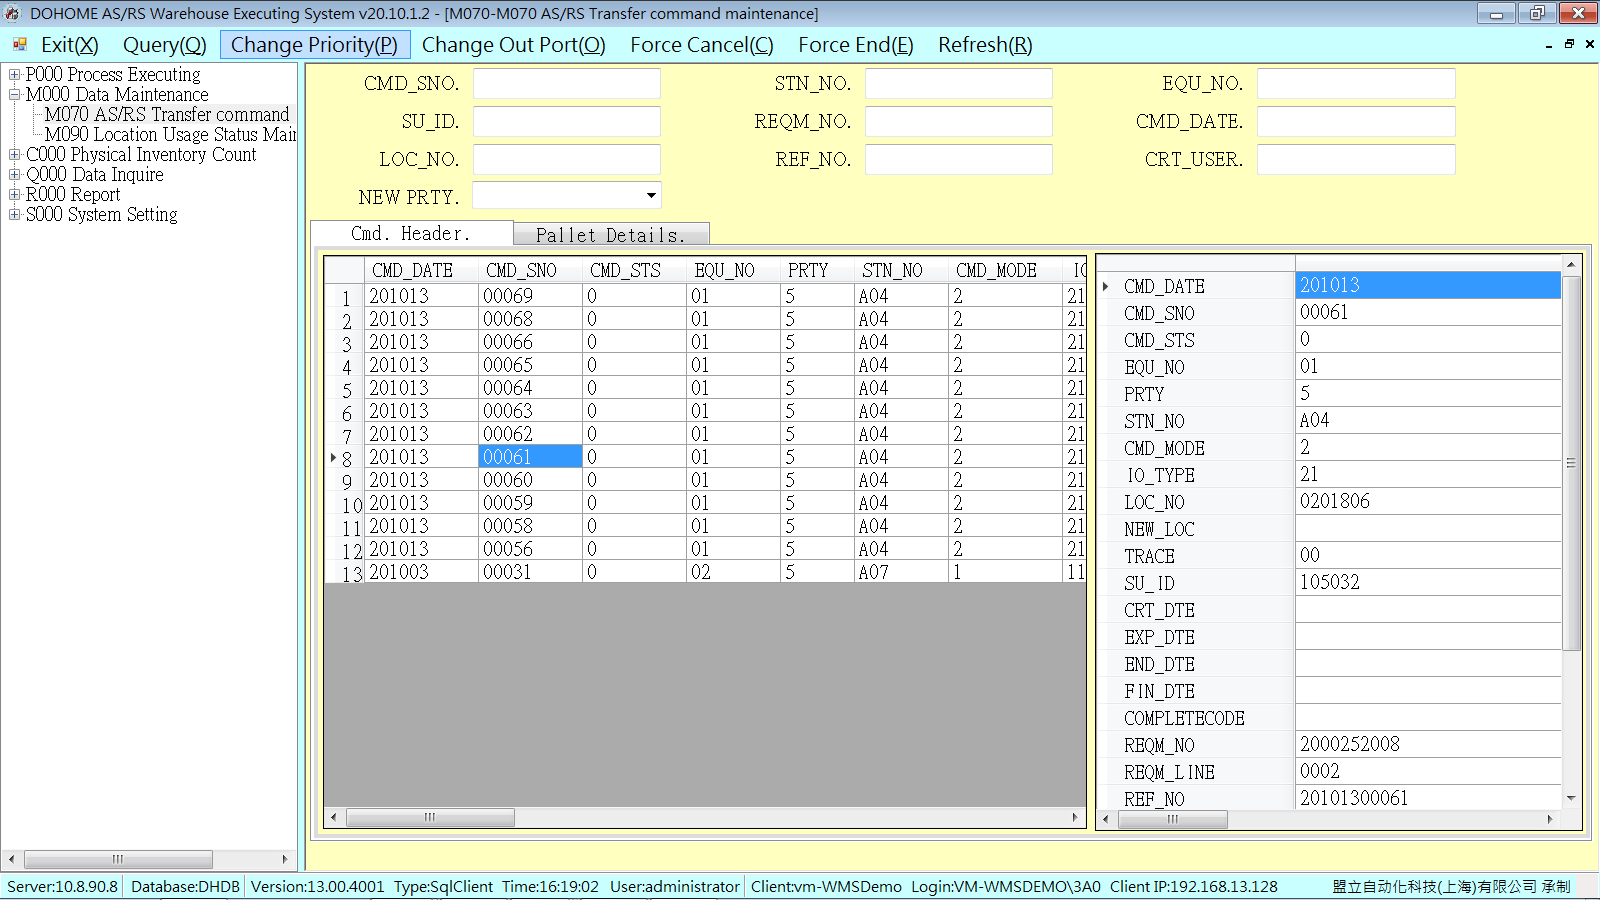 DOHOME AS/RS Warehouse Executing System v20.10.1.2 - [M070-M070 AS/RS Transfer command maintenance]
Exit(X) Query(Q) Change Priority(P) Change Out Port(O) Force Cancel(C) Force End(E) Refresh(R)
P000 Process Executing
M000 Data Maintenance
M070 AS/RS Transfer command
M090 Location Usage Status Mair
C000 Physical Inventory Count
Q000 Data Inquire
R000 Report
S000 System Setting
CMD_SNO. STN_NO. EQU_NO.
SU_ID. REQM_NO. CMD_DATE.
LOC_NO. REF_NO. CRT_USER.
NEW PRTY.
Cmd. Header. Pallet Details.
CMD_DATE CMD_SNO CMD_STS EQU_NO PRTY STN_NO CMD_MODE IO
1 201013 00069 0 01 5 A04 2 21
2 201013 00068 0 01 5 A04 2 21
3 201013 00066 0 01 5 A04 2 21
4 201013 00065 0 01 5 A04 2 21
5 201013 00064 0 01 5 A04 2 21
6 201013 00063 0 01 5 A04 2 21
7 201013 00062 0 01 5 A04 2 21
8 201013 00061 0 01 5 A04 2 21
9 201013 00060 0 01 5 A04 2 21
10 201013 00059 0 01 5 A04 2 21
11 201013 00058 0 01 5 A04 2 21
12 201013 00056 0 01 5 A04 2 21
13 201003 00031 0 02 5 A07 1 11
CMD_DATE 201013
CMD_SNO 00061
CMD_STS 0
EQU_NO 01
PRTY 5
STN_NO A04
CMD_MODE 2
IO_TYPE 21
LOC_NO 0201806
NEW_LOC
TRACE 00
SU_ID 105032
CRT_DTE
EXP_DTE
END_DTE
FIN_DTE
COMPLETECODE
REQM_NO 2000252008
REQM_LINE 0002
REF_NO 20101300061
Server:10.8.90.8 Database:DHDB Version:13.00.4001 Type:SqlClient Time:16:19:02 User:administrator Client:vm-WMSDemo Login:VM-WMSDEMO\3A0 Client IP:192.168.13.128 盟立自动化科技(上海)有限公司 承制